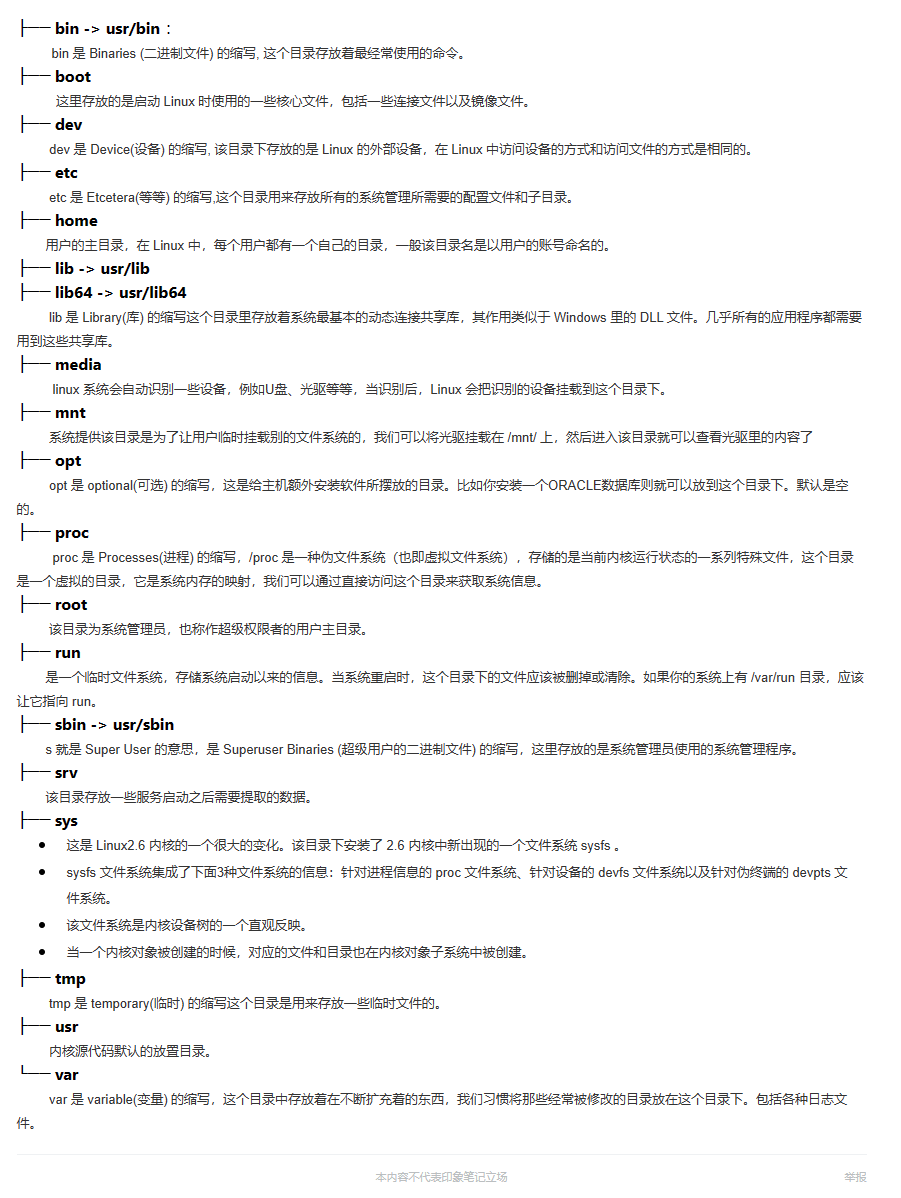 ├── bin -> usr/bin ：
bin 是 Binaries (二进制文件) 的缩写, 这个目录存放着最经常使用的命令。
├── boot
这里存放的是启动 Linux 时使用的一些核心文件，包括一些连接文件以及镜像文件。
├── dev
dev 是 Device(设备) 的缩写, 该目录下存放的是 Linux 的外部设备，在 Linux 中访问设备的方式和访问文件的方式是相同的。
├── etc
etc 是 Etcetera(等等) 的缩写,这个目录用来存放所有的系统管理所需要的配置文件和子目录。
├── home
用户的主目录，在 Linux 中，每个用户都有一个自己的目录，一般该目录名是以用户的账号命名的。
├── lib -> usr/lib
├── lib64 -> usr/lib64
lib 是 Library(库) 的缩写这个目录里存放着系统最基本的动态连接共享库，其作用类似于 Windows 里的 DLL 文件。几乎所有的应用程序都需要
用到这些共享库。
├── media
linux 系统会自动识别一些设备，例如U盘、光驱等等，当识别后，Linux 会把识别的设备挂载到这个目录下。
├── mnt
系统提供该目录是为了让用户临时挂载别的文件系统的，我们可以将光驱挂载在 /mnt/ 上，然后进入该目录就可以查看光驱里的内容了
├── opt
opt 是 optional(可选) 的缩写，这是给主机额外安装软件所摆放的目录。比如你安装一个ORACLE数据库则就可以放到这个目录下。默认是空
的。
├── proc
proc 是 Processes(进程) 的缩写，/proc 是一种伪文件系统（也即虚拟文件系统），存储的是当前内核运行状态的一系列特殊文件，这个目录
是一个虚拟的目录，它是系统内存的映射，我们可以通过直接访问这个目录来获取系统信息。
├── root
该目录为系统管理员，也称作超级权限者的用户主目录。
├── run
是一个临时文件系统，存储系统启动以来的信息。当系统重启时，这个目录下的文件应该被删掉或清除。如果你的系统上有 /var/run 目录，应该
让它指向 run。
├── sbin -> usr/sbin
s 就是 Super User 的意思，是 Superuser Binaries (超级用户的二进制文件) 的缩写，这里存放的是系统管理员使用的系统管理程序。
├── srv
该目录存放一些服务启动之后需要提取的数据。
├── sys
● 这是 Linux2.6 内核的一个很大的变化。该目录下安装了 2.6 内核中新出现的一个文件系统 sysfs 。
● sysfs 文件系统集成了下面3种文件系统的信息：针对进程信息的 proc 文件系统、针对设备的 devfs 文件系统以及针对伪终端的 devpts 文
件系统。
● 该文件系统是内核设备树的一个直观反映。
● 当一个内核对象被创建的时候，对应的文件和目录也在内核对象子系统中被创建。
├── tmp
tmp 是 temporary(临时) 的缩写这个目录是用来存放一些临时文件的。
├── usr
内核源代码默认的放置目录。
└── var
var 是 variable(变量) 的缩写，这个目录中存放着在不断扩充着的东西，我们习惯将那些经常被修改的目录放在这个目录下。包括各种日志文
件。
本内容不代表印象笔记立场
举报